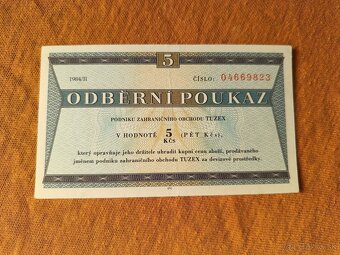 5
1984/II
ČÍSLO: 04669823
ODBĚRNÍ POUKAZ
PODNIKU ZAHRANIČNÍHO OBCHODU TUZEX
V HODNOTĚ 5 Kčs (PĚT Kčs),
který opravňuje jeho držitele uhradit kupní cenu zboží, prodávaného
jménem podniku zahraničního obchodu TUZEX za devizové prostředky.